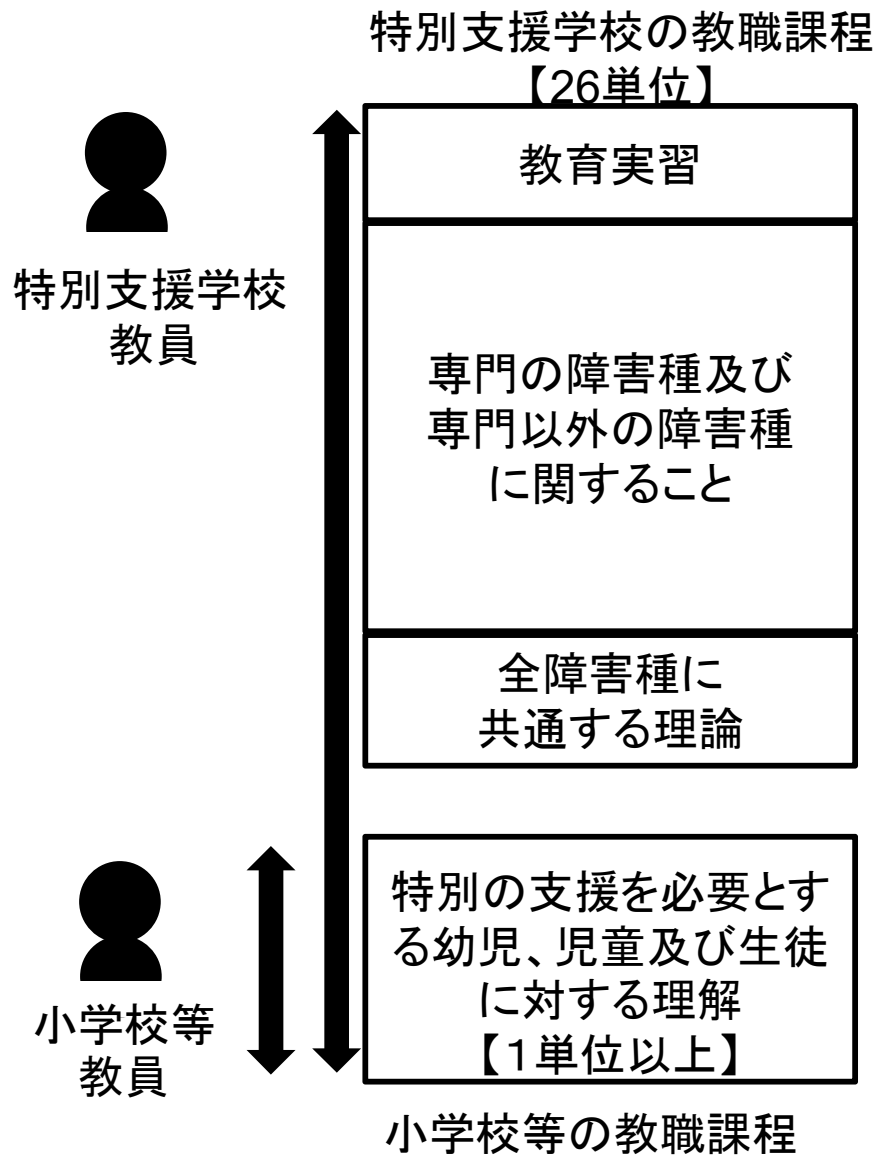 特別支援学校の教職課程
【26単位】
教育実習
特別支援学校
教員
専門の障害種及び
専門以外の障害種
に関すること
全障害種に
共通する理論
特別の支援を必要とす
る幼児、児童及び生徒
に対する理解
【１単位以上】
小学校等
教員
小学校等の教職課程